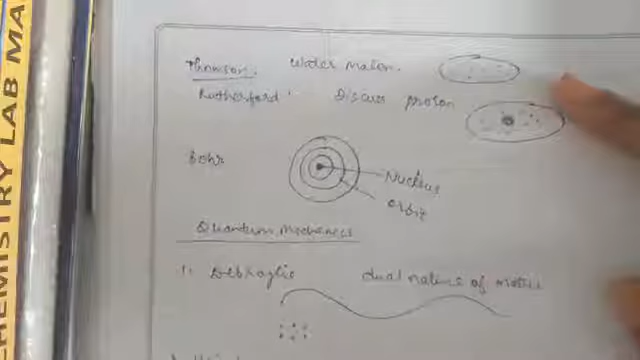 CHEMISTRY LAB MA
Thomson. Water Melon.
Rutherford: Discus proton
Bohr
Nucleus
orbit
Quantum Mechanics
1. Debroglie dual nature of matter